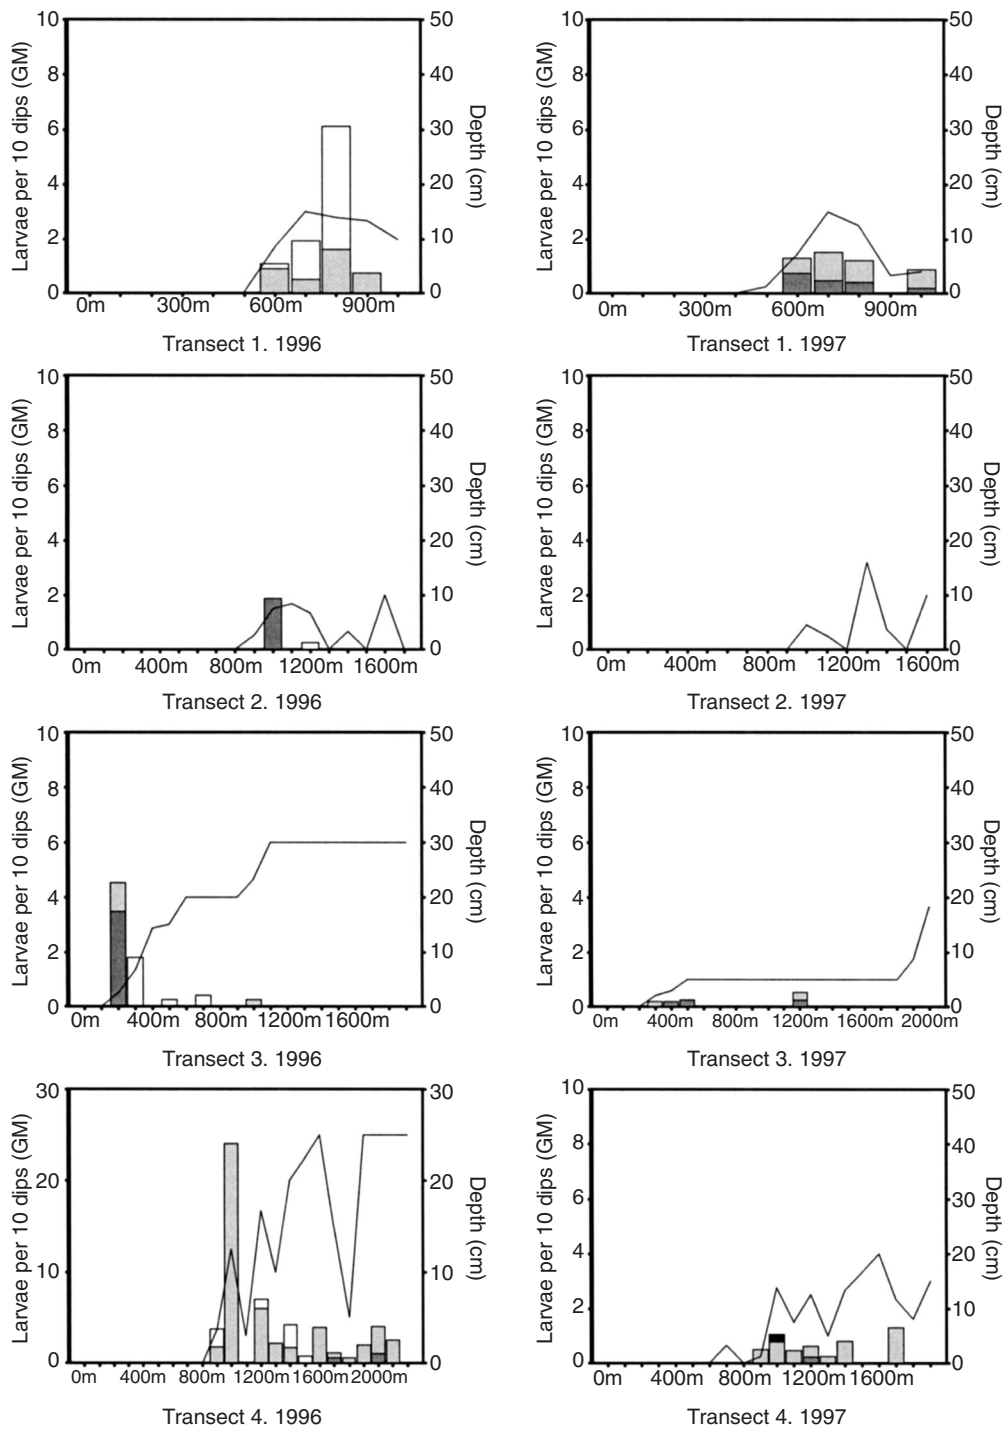 10 50 10 50
8 40 8 40
6 30 6 30
4 20 4 20
2 10 2 10
0 0 0 0
Larvae per 10 dips (GM) Depth (cm) Larvae per 10 dips (GM) Depth (cm)
0m 300m 600m 900m 0m 300m 600m 900m
Transect 1. 1996 Transect 1. 1997
10 50 10 50
8 40 8 40
6 30 6 30
4 20 4 20
2 10 2 10
0 0 0 0
Larvae per 10 dips (GM) Depth (cm) Larvae per 10 dips (GM) Depth (cm)
0m 400m 800m 1200m 1600m 0m 400m 800m 1200m 1600m
Transect 2. 1996 Transect 2. 1997
10 50 10 50
8 40 8 40
6 30 6 30
4 20 4 20
2 10 2 10
0 0 0 0
Larvae per 10 dips (GM) Depth (cm) Larvae per 10 dips (GM) Depth (cm)
0m 400m 800m 1200m 1600m 0m 400m 800m 1200m 1600m 2000m
Transect 3. 1996 Transect 3. 1997
30 30 10 50
20 20 8 40
10 10 6 30
0 0 4 20
2 10
0 0
Larvae per 10 dips (GM) Depth (cm) Larvae per 10 dips (GM) Depth (cm)
0m 400m 800m 1200m 1600m 2000m 0m 400m 800m 1200m 1600m
Transect 4. 1996 Transect 4. 1997